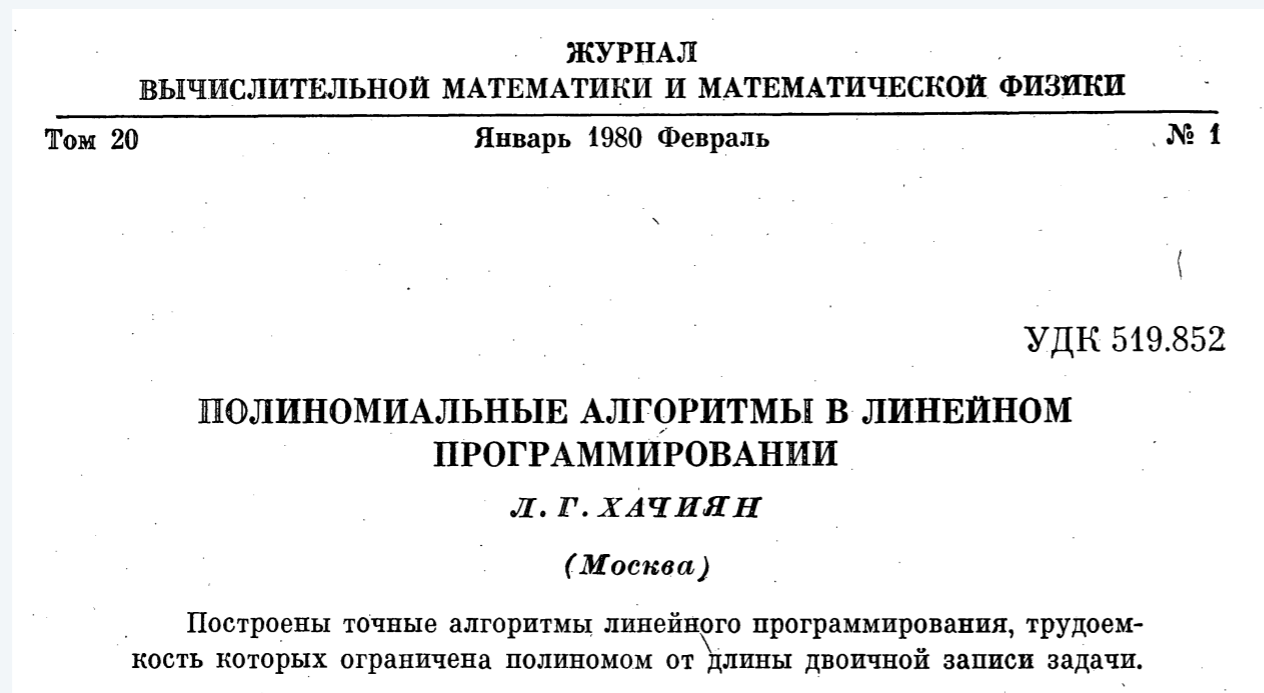 ЖУРНАЛ
ВЫЧИСЛИТЕЛЬНОЙ МАТЕМАТИКИ И МАТЕМАТИЧЕСКОЙ ФИЗИКИ
Том 20 Январь 1980 Февраль № 1
УДК 519.852
ПОЛИНОМИАЛЬНЫЕ АЛГОРИТМЫ В ЛИНЕЙНОМ
ПРОГРАММИРОВАНИИ
Л. Г. ХАЧИЯН
(Москва)
Построены точные алгоритмы линейного программирования, трудоем-
кость которых ограничена полиномом от длины двоичной записи задачи.